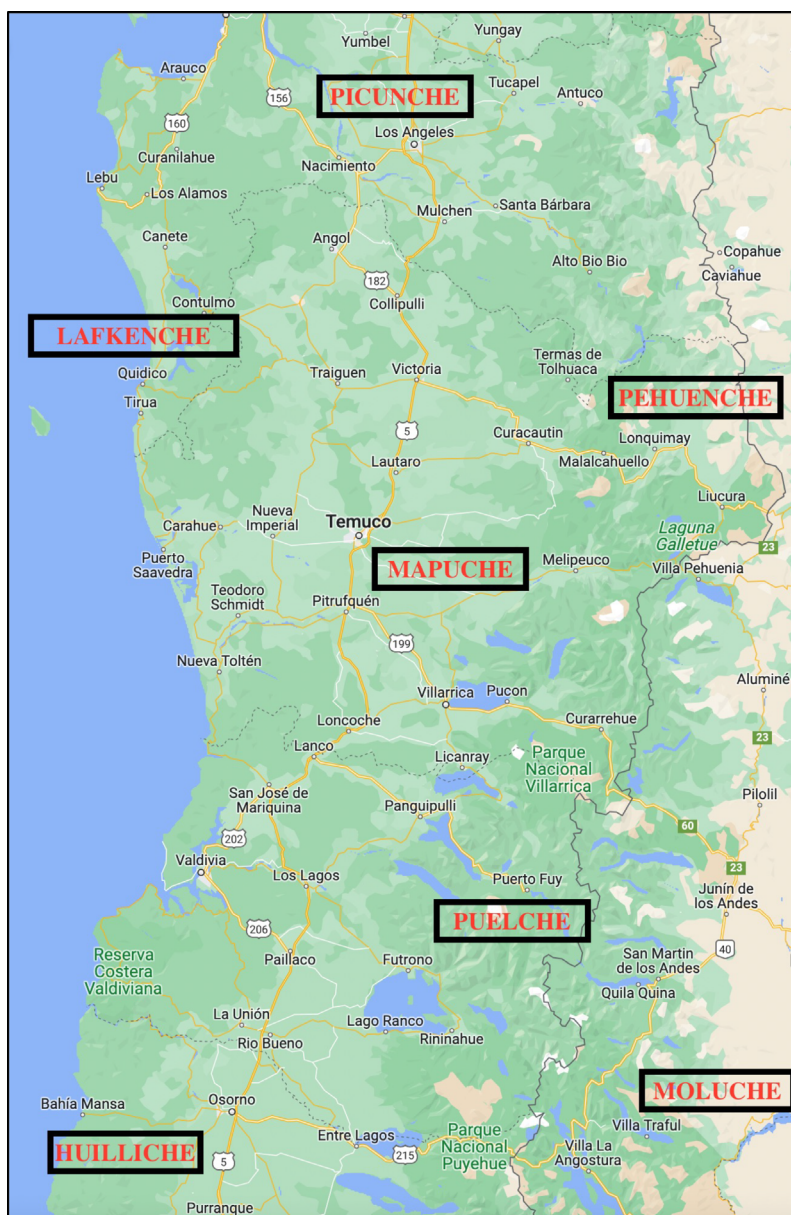 Yumbel
Yungay
Arauco
PICUNCHE
Tucapel
Antuco
156
160
Los Angeles
Curanilahue
Nacimiento
Lebu
Los Alamos
Santa Bárbara
Mulchen
Canete
Angol
Copahue
Alto Bio Bio
Caviahue
182
Contulmo
Collipulli
LAFKENCHE
Termas de
Tolhuaca
Quidico
Traiguen
Victoria
PEHUENCHE
Tirua
5
Curacautin
Lonquimay
Lautaro
Malalcahuello
Liucura
Nueva
Imperial
Carahue
Temuco
Laguna
Galletue
23
Puerto
Saavedra
MAPUCHE
Melipeuco
Villa Pehuenia
Teodoro
Schmidt
Pitrufquén
199
Nueva Toltén
Aluminé
Villarrica
Pucon
Loncoche
Curarrehue
23
Lanco
Licanray
Parque
Nacional
Villarrica
San José de
Mariquina
Panguipulli
Pilolil
202
60
Valdivia
23
Los Lagos
Puerto Fuy
Junín de
los Andes
PUELCHE
206
40
Reserva
Costera
Valdiviana
Paillaco
Futrono
San Martin
de los Andes
Quila Quina
La Unión
Lago Ranco
Rininahue
Rio Bueno
MOLUCHE
Bahía Mansa
Osorno
Villa Traful
HUILLICHE
Entre Lagos
215
Parque
Nacional
Puyehue
Villa La
Angostura
5
Purranque